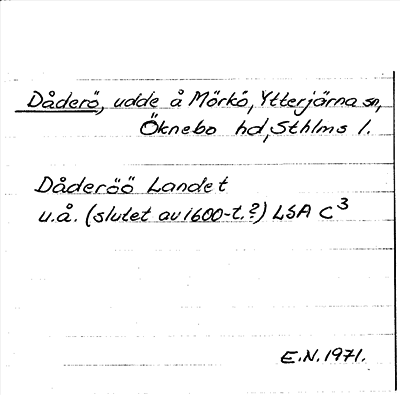 Dåderö, udde å Mörkö, Ytterjärna sn,
Öknebo hd, Sthlms l.
Dåderöö Landet
u.å. (slutet av 1600-t.?) LSA C³
E.N. 1971.